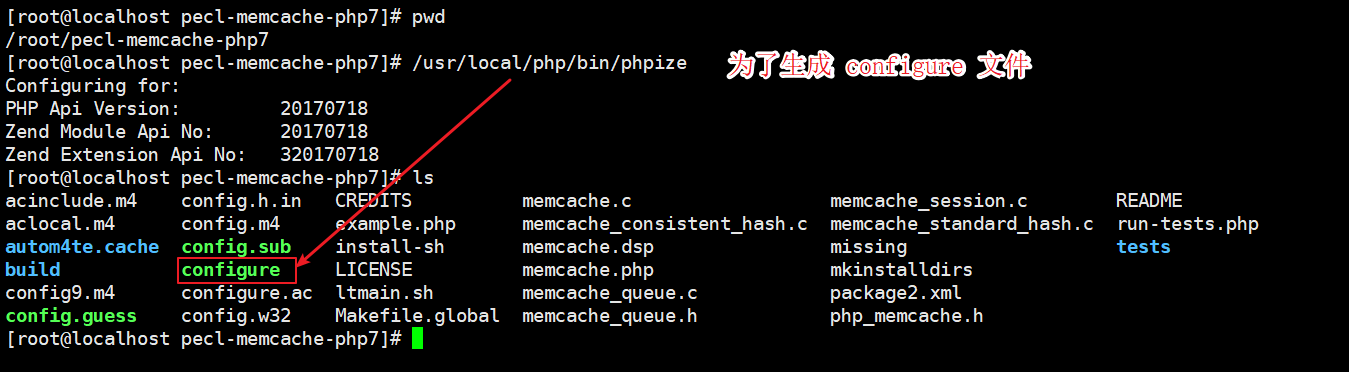 [root@localhost pecl-memcache-php7]# pwd
/root/pecl-memcache-php7
[root@localhost pecl-memcache-php7]# /usr/local/php/bin/phpize 为了生成 configure 文件
Configuring for:
PHP Api Version: 20170718
Zend Module Api No: 20170718
Zend Extension Api No: 320170718
[root@localhost pecl-memcache-php7]# ls
acinclude.m4 config.h.in CREDITS memcache.c memcache_session.c README
aclocal.m4 config.m4 example.php memcache_consistent_hash.c memcache_standard_hash.c run-tests.php
autom4te.cache config.sub install-sh memcache.dsp missing tests
build configure LICENSE memcache.php mkinstalldirs
config9.m4 configure.ac ltmain.sh memcache_queue.c package2.xml
config.guess config.w32 Makefile.global memcache_queue.h php_memcache.h
[root@localhost pecl-memcache-php7]#